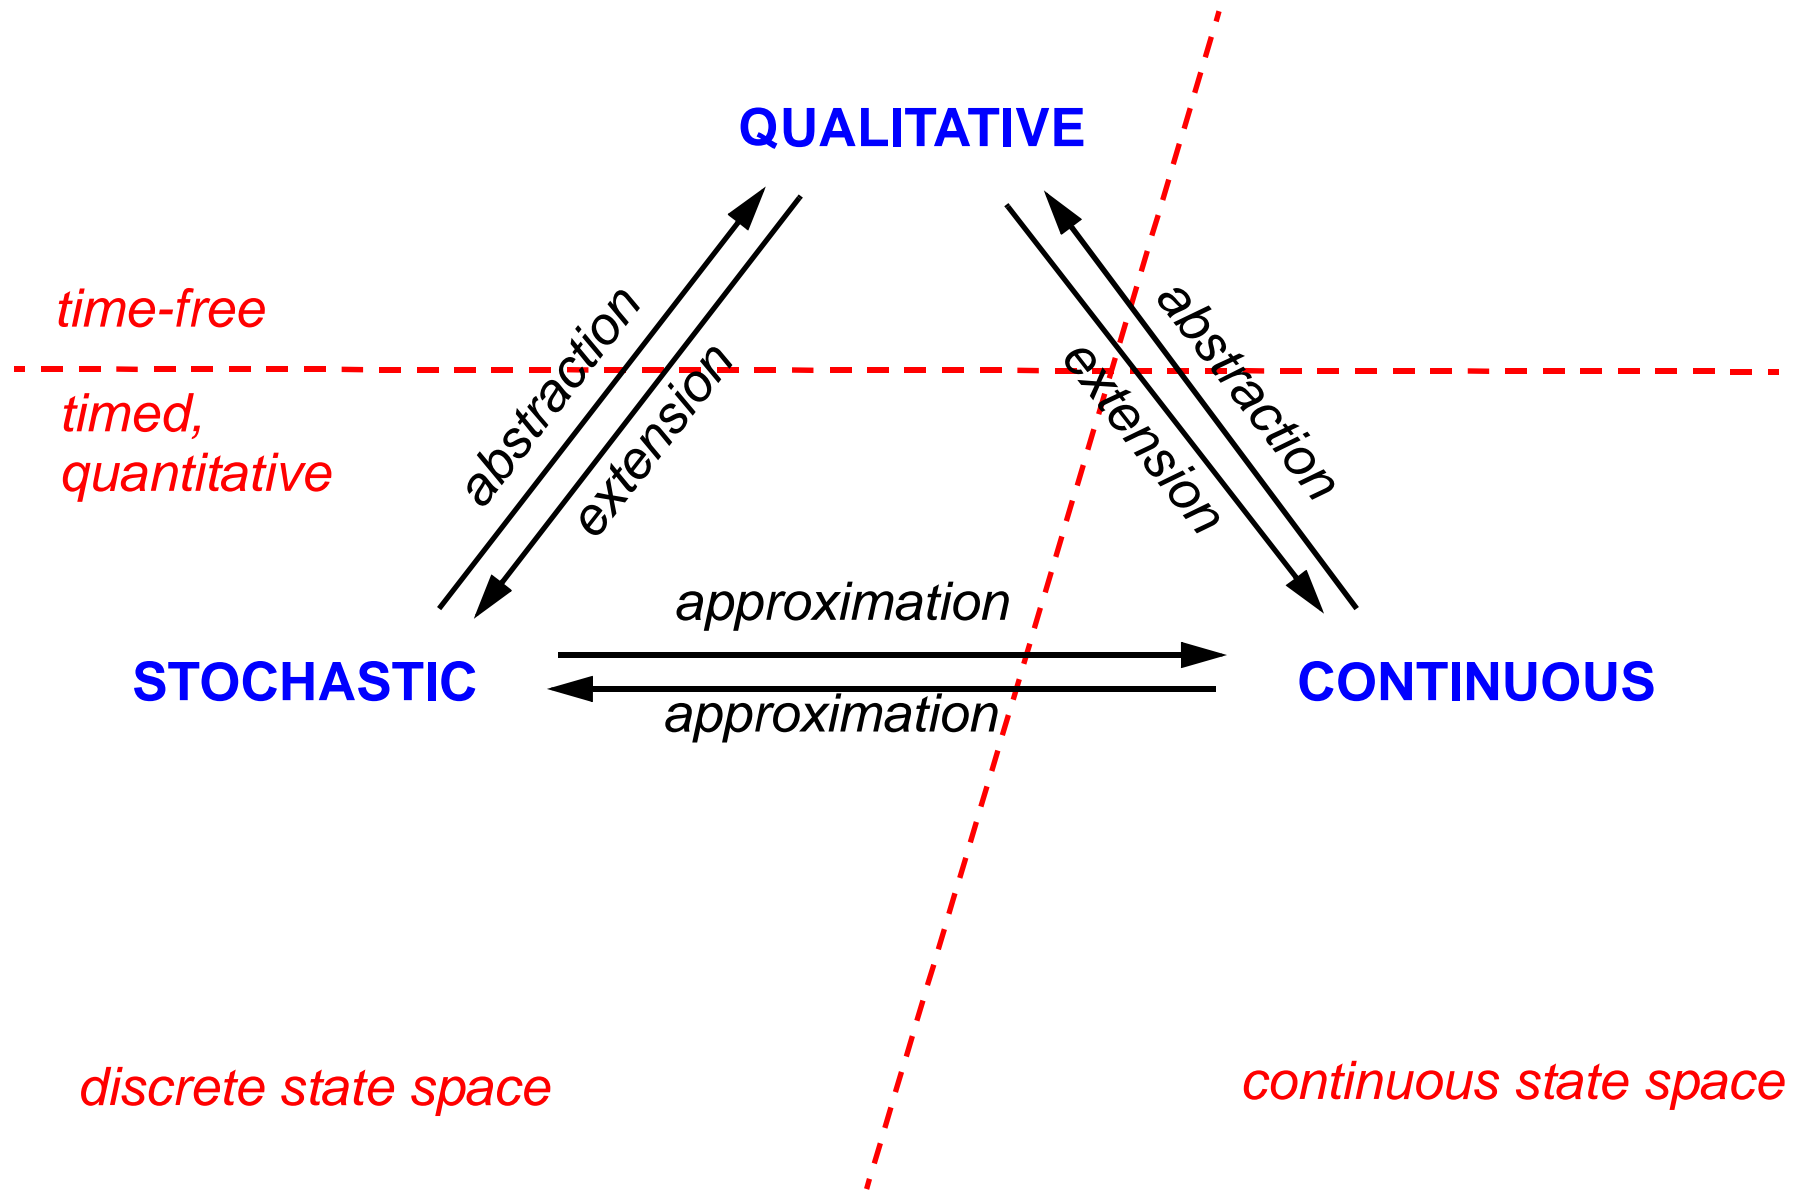 QUALITATIVE
time-free
timed,
quantitative
abstraction
extension
extension
abstraction
approximation
STOCHASTIC
CONTINUOUS
approximation
discrete state space
continuous state space